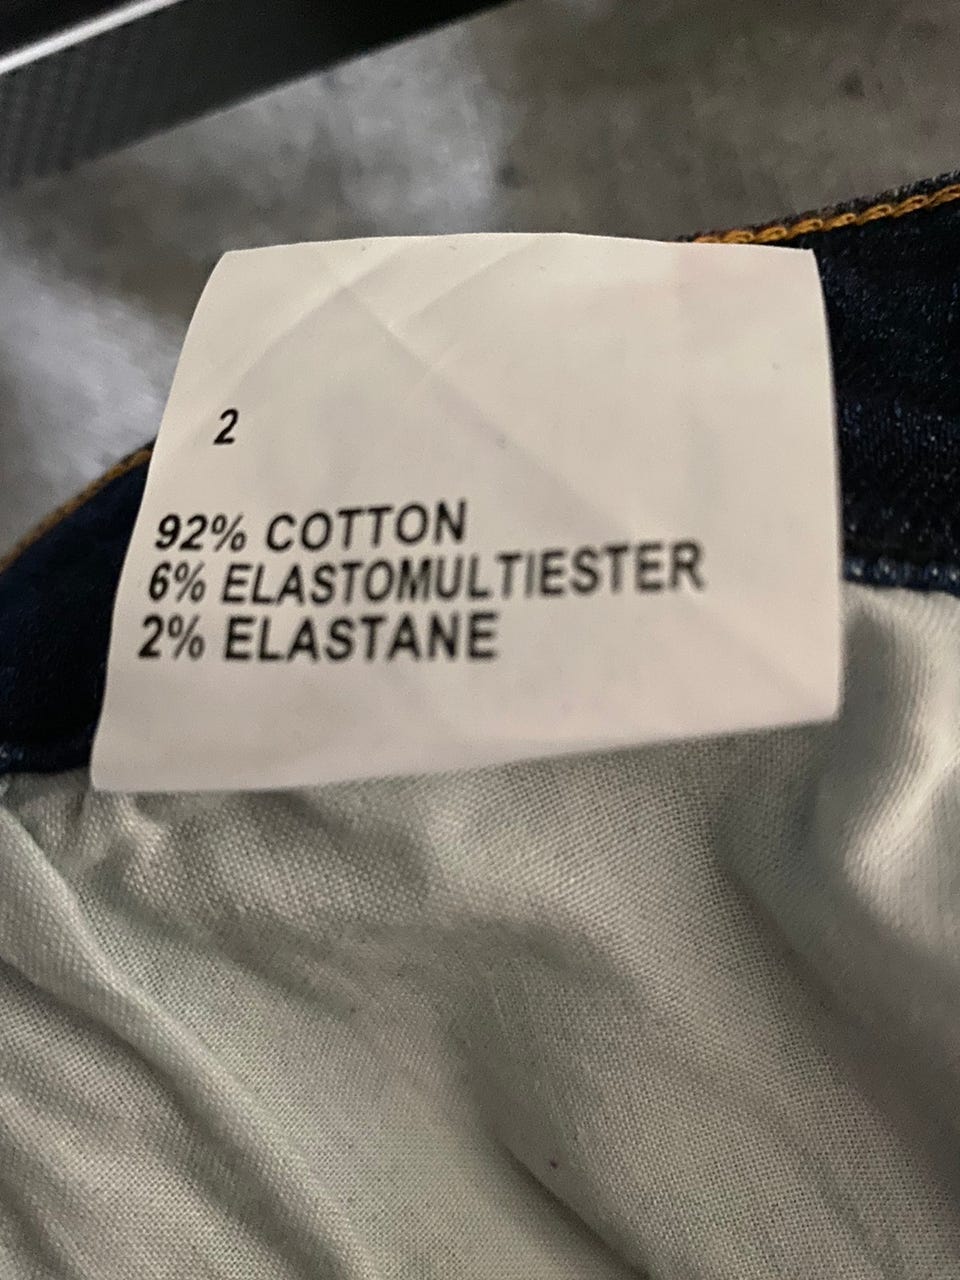 2
92% COTTON
6% ELASTOMULTIESTER
2% ELASTANE